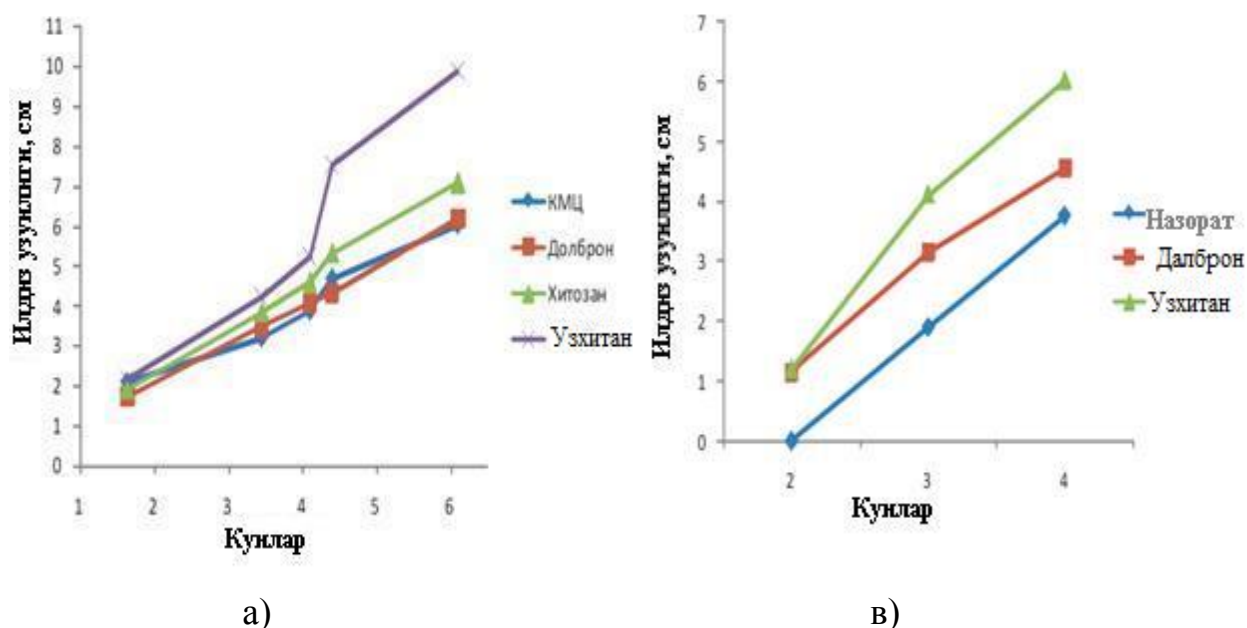 11
10
9
8
7
6
5
4
3
2
1
0
Илдиз узунлиги, см
1 2 3 4 5 6
Кунлар
КМЦ
Долброн
Хитозан
Узхитан
а)
7
6
5
4
3
2
1
0
Илдиз узунлиги, см
2 3 4
Кунлар
Назорат
Далброн
Узхитан
в)